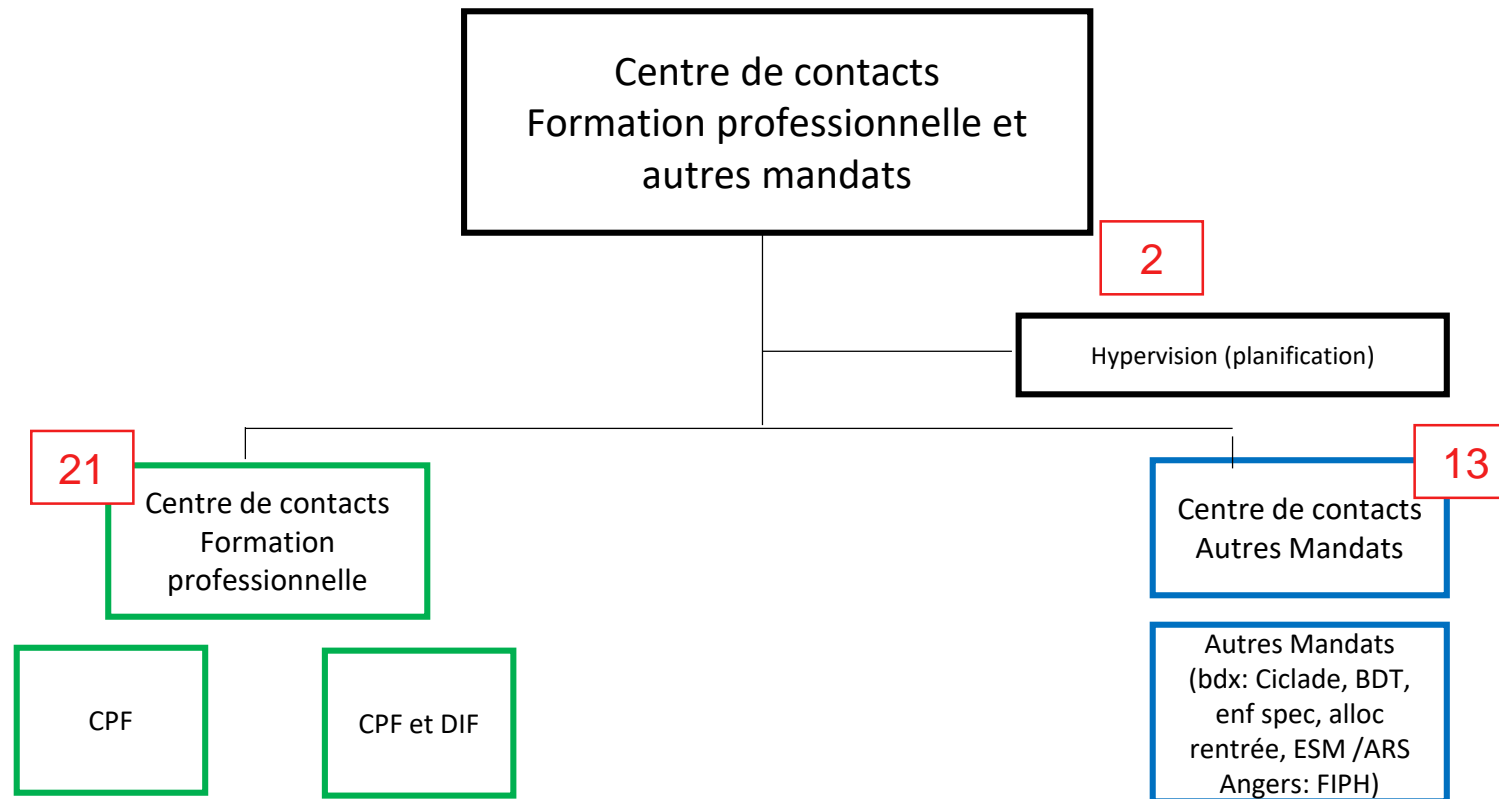 Centre de contacts
Formation professionnelle et
autres mandats
2
Hypervision (planification)
21
Centre de contacts
Formation
professionnelle
13
Centre de contacts
Autres Mandats
CPF
CPF et DIF
Autres Mandats
(bdx: Ciclade, BDT,
enf spec, alloc
rentrée, ESM /ARS
Angers: FIPH)